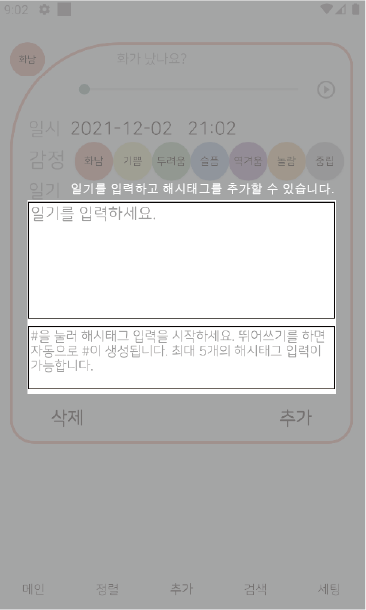 9:02
화남
화가 났나요?
일시 2021-12-02 21:02
감정 화남 기쁨 두려움 슬픔 역겨움 놀람 중립
일기 일기를 입력하고 해시태그를 추가할 수 있습니다.
일기를 입력하세요.
#을 눌러 해시태그 입력을 시작하세요. 뛰어쓰기를 하면
자동으로 #이 생성됩니다. 최대 5개의 해시태그 입력이
가능합니다.
삭제 추가
메인 정렬 추가 검색 세팅